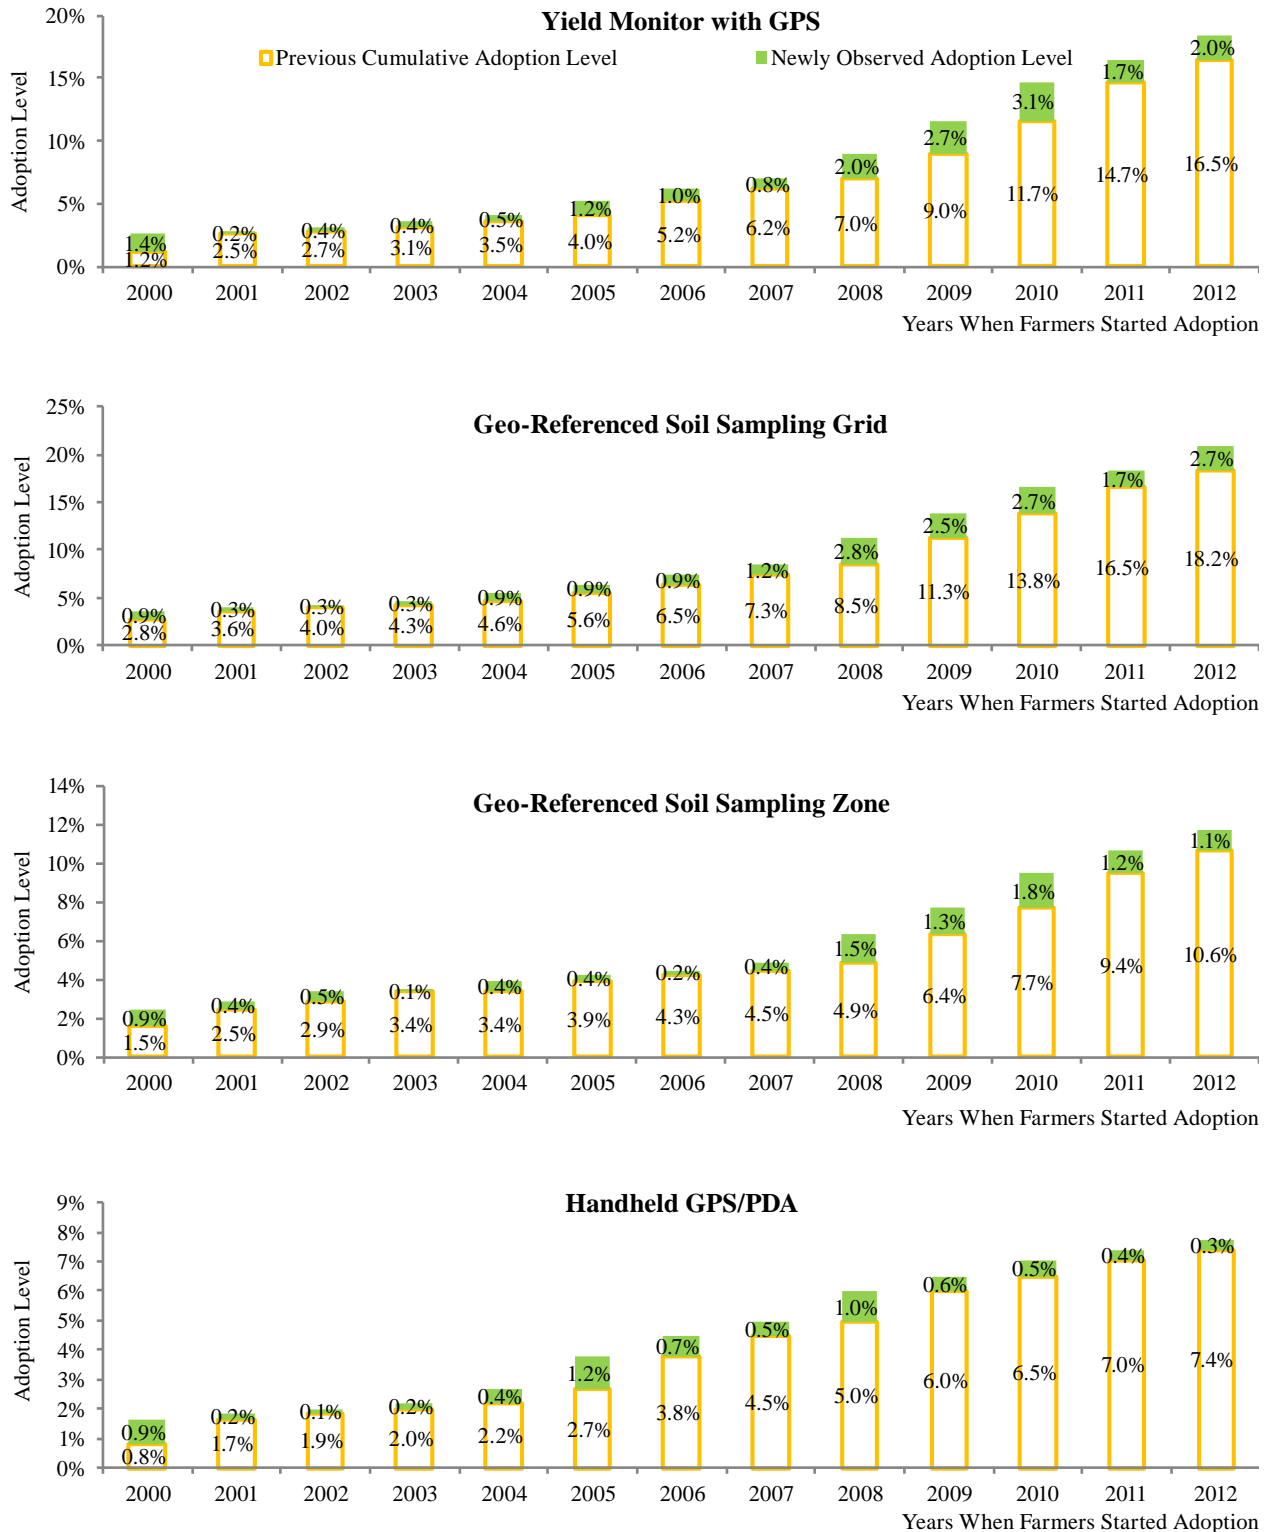 Yield Monitor with GPS
Previous Cumulative Adoption Level Newly Observed Adoption Level
Adoption Level
20%
15%
10%
5%
0%
1.4% 0.2% 0.4% 0.4% 0.5% 1.2% 1.0% 0.8% 2.0% 2.7% 3.1% 1.7% 2.0%
1.2% 2.5% 2.7% 3.1% 3.5% 4.0% 5.2% 6.2% 7.0% 9.0% 11.7% 14.7% 16.5%
2000 2001 2002 2003 2004 2005 2006 2007 2008 2009 2010 2011 2012
Years When Farmers Started Adoption
Geo-Referenced Soil Sampling Grid
Adoption Level
25%
20%
15%
10%
5%
0%
0.9% 0.3% 0.3% 0.3% 0.9% 0.9% 0.9% 1.2% 2.8% 2.5% 2.7% 1.7% 2.7%
2.8% 3.6% 4.0% 4.3% 4.6% 5.6% 6.5% 7.3% 8.5% 11.3% 13.8% 16.5% 18.2%
2000 2001 2002 2003 2004 2005 2006 2007 2008 2009 2010 2011 2012
Years When Farmers Started Adoption
Geo-Referenced Soil Sampling Zone
Adoption Level
14%
12%
10%
8%
6%
4%
2%
0%
0.9% 0.4% 0.5% 0.1% 0.4% 0.4% 0.2% 0.4% 1.5% 1.3% 1.8% 1.2% 1.1%
1.5% 2.5% 2.9% 3.4% 3.4% 3.9% 4.3% 4.5% 4.9% 6.4% 7.7% 9.4% 10.6%
2000 2001 2002 2003 2004 2005 2006 2007 2008 2009 2010 2011 2012
Years When Farmers Started Adoption
Handheld GPS/PDA
Adoption Level
9%
8%
7%
6%
5%
4%
3%
2%
1%
0%
0.9% 0.2% 0.1% 0.2% 0.4% 1.2% 0.7% 0.5% 1.0% 0.6% 0.5% 0.4% 0.3%
0.8% 1.7% 1.9% 2.0% 2.2% 2.7% 3.8% 4.5% 5.0% 6.0% 6.5% 7.0% 7.4%
2000 2001 2002 2003 2004 2005 2006 2007 2008 2009 2010 2011 2012
Years When Farmers Started Adoption